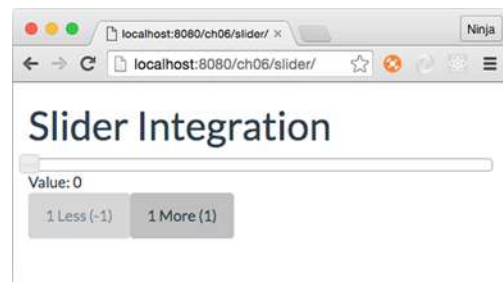 localhost:8080/ch06/slider/
Ninja
localhost:8080/ch06/slider/
Slider Integration
Value: 0
1 Less (-1)
1 More (1)